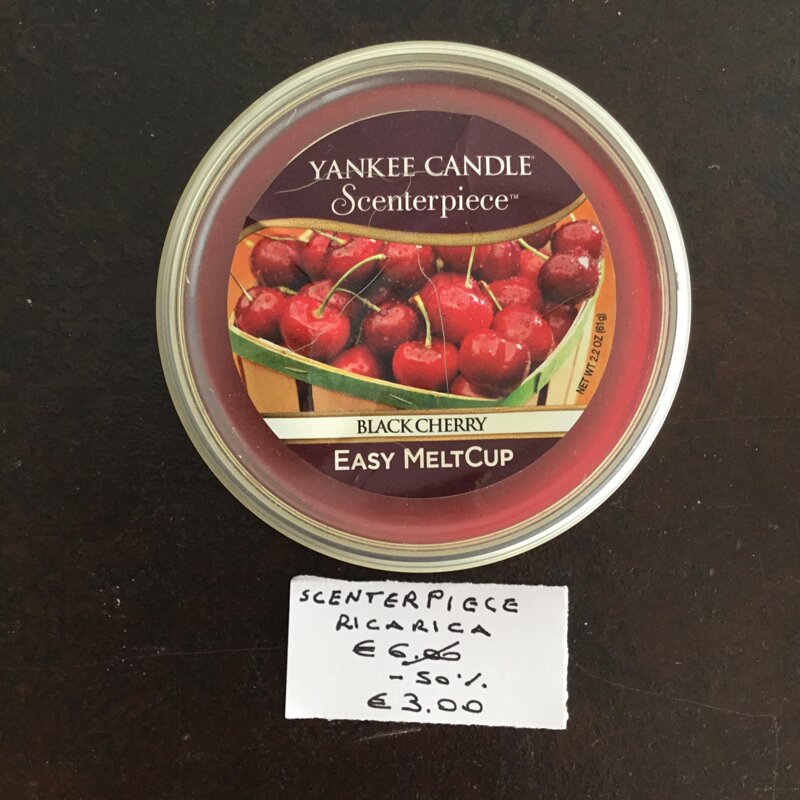 YANKEE CANDLE®
Scenterpiece™
NET WT 2.2 OZ (61g)
BLACK CHERRY
EASY MELTCUP
SCENTERPIECE
RICARICA
€ 6.00
- 50%
€ 3.00